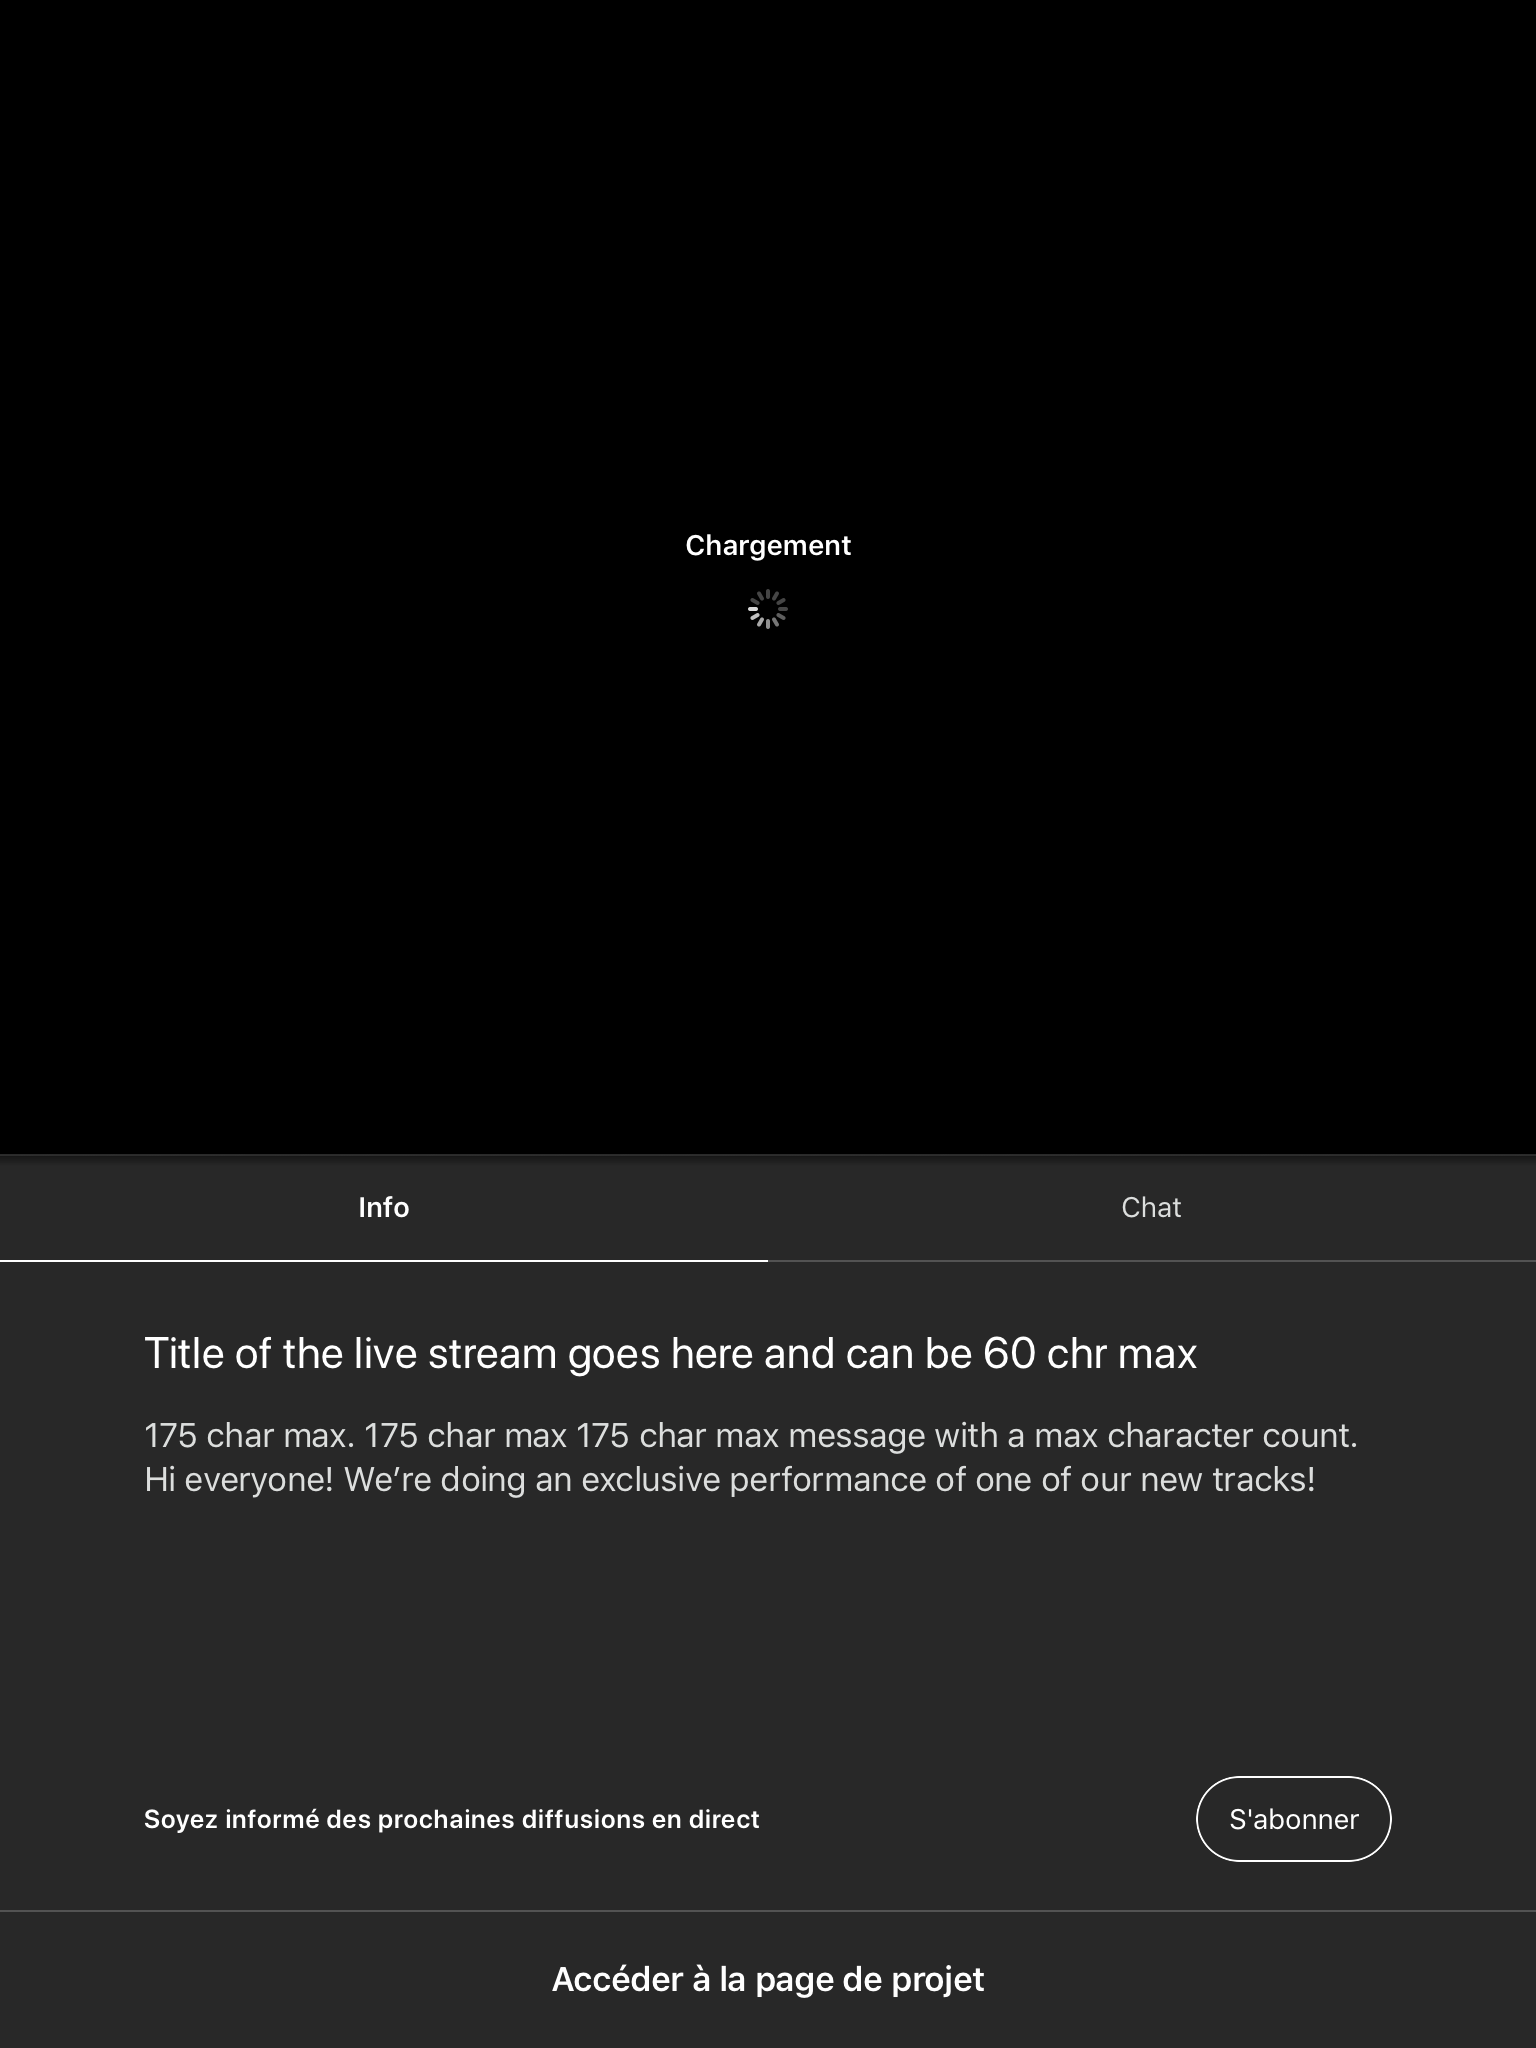 Chargement
Info
Chat
Title of the live stream goes here and can be 60 chr max
175 char max. 175 char max 175 char max message with a max character count.
Hi everyone! We’re doing an exclusive performance of one of our new tracks!
Soyez informé des prochaines diffusions en direct
S'abonner
Accéder à la page de projet